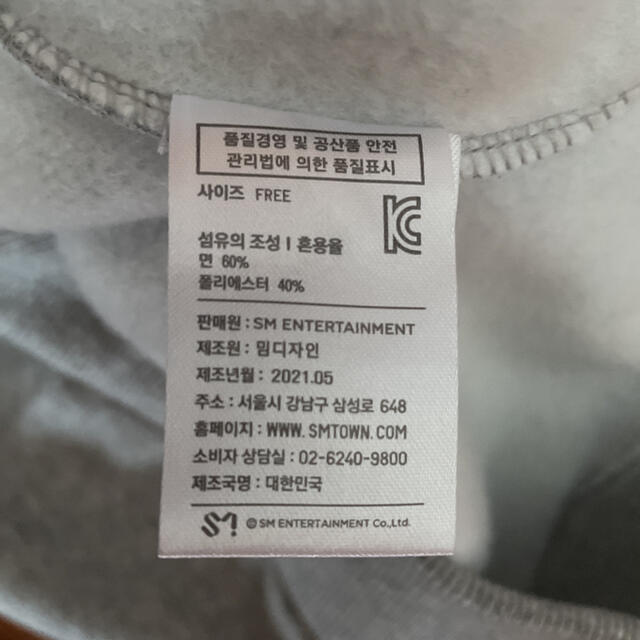 품질경영 및 공산품 안전
관리법에 의한 품질표시
사이즈 FREE
섬유의 조성 | 혼용율
면 60%
폴리에스터 40%
판매원 : SM ENTERTAINMENT
제조원 : 밈디자인
제조년월 : 2021.05
주소 : 서울시 강남구 삼성로 648
홈페이지 : WWW. SMTOWN.COM
소비자 상담실 : 02-6240-9800
제조국명 : 대한민국
SM © SM ENTERTAINMENT Co.,Ltd.